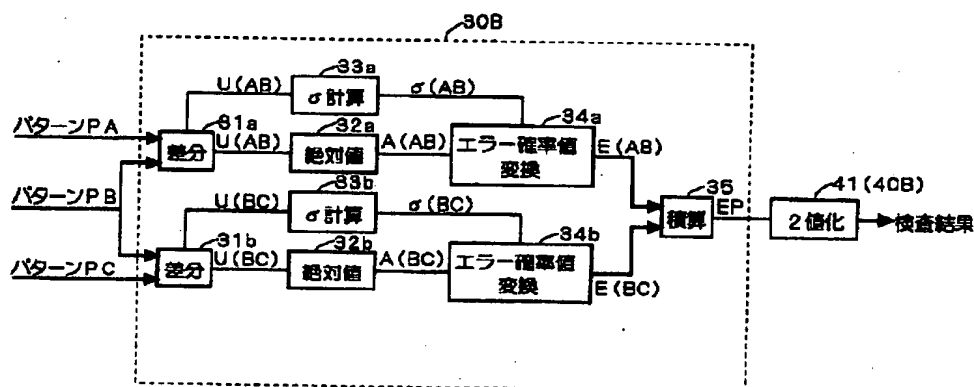 30B
33a
U(AB)
σ計算
σ(AB)
34a
パターンPA
31a
32a
差分
U(AB)
絶対値
A(AB)
エラー確率値
変換
E(AB)
33b
パターンPB
U(BC)
σ計算
σ(BC)
35
EP
41(40B)
積算
2値化
検査結果
34b
31b
32b
パターンPC
差分
U(BC)
絶対値
A(BC)
エラー確率値
変換
E(BC)